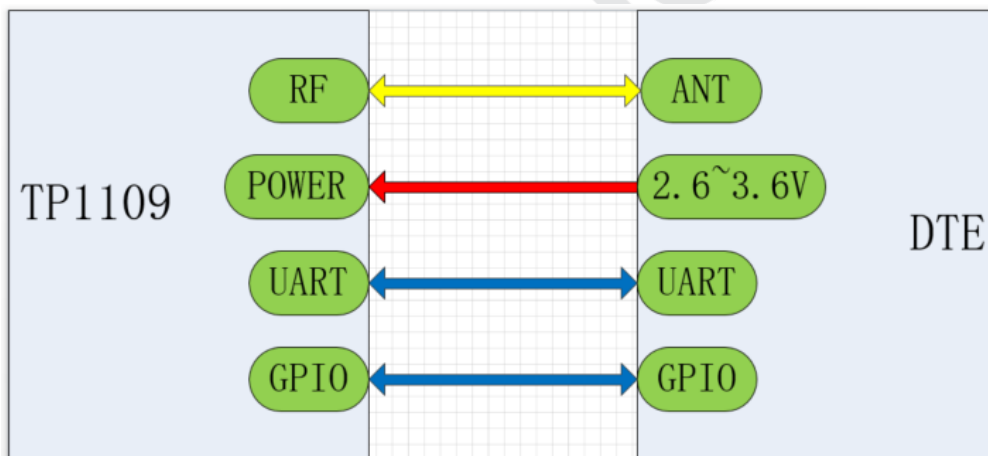 RF
ANT
POWER
2.6~3.6V
TP1109
DTE
UART
UART
GPIO
GPIO